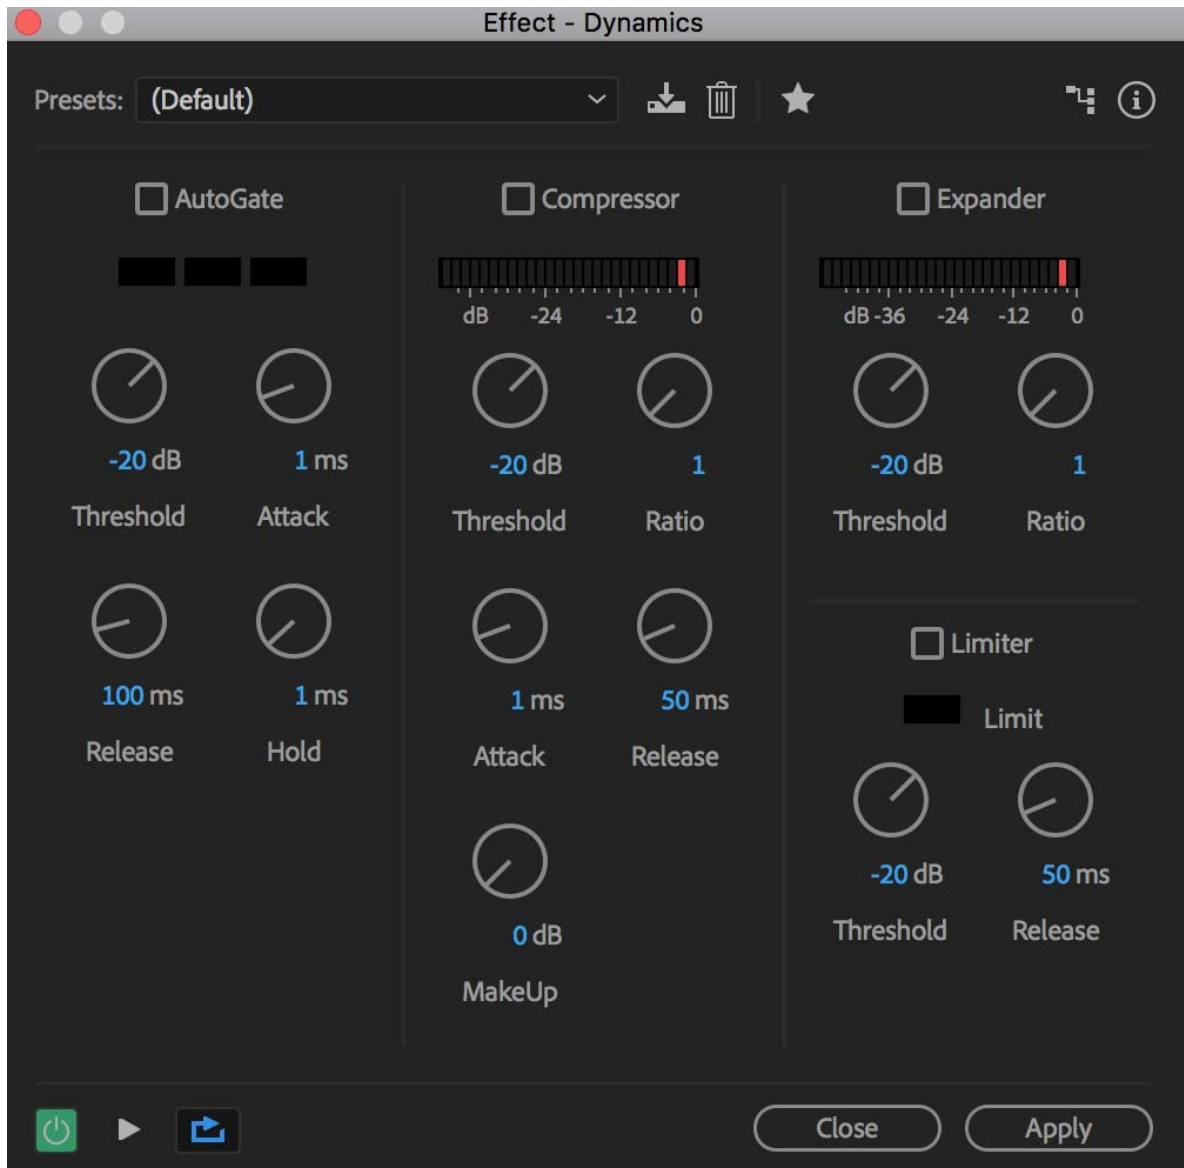 Effect - Dynamics
Presets: (Default)
AutoGate
-20 dB 1 ms
Threshold Attack
100 ms 1 ms
Release Hold
Compressor
dB -24 -12 0
-20 dB 1
Threshold Ratio
1 ms 50 ms
Attack Release
0 dB
MakeUp
Expander
dB -36 -24 -12 0
-20 dB 1
Threshold Ratio
Limiter
Limit
-20 dB 50 ms
Threshold Release
Close Apply